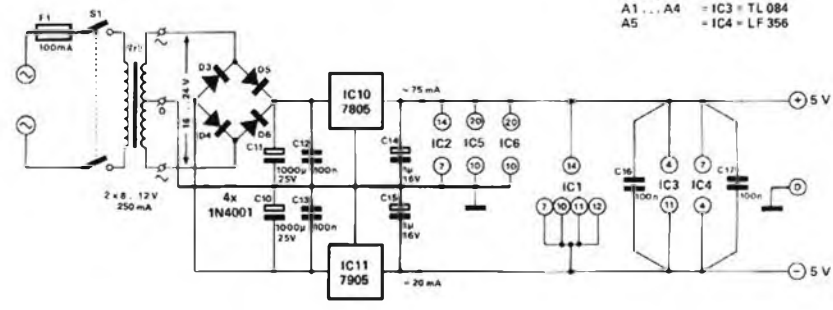 A1 ... A4 = IC3 = TL 084
A5 = IC4 = LF 356
F1
100mA
S1
Tr1
0
16 ... 24 V
2 x 8 ... 12 V
250 mA
D3
D5
D4
D6
4x
1N4001
C11
1000µ
25V
C12
100n
C10
1000µ
25V
C13
100n
IC10
7805
~ 75 mA
C14
1µ
16V
C15
1µ
16V
IC11
7905
~ 20 mA
14
IC2
7
20
IC5
10
20
IC6
10
14
IC1
7 10 11 12
C16
100n
4
IC3
11
7
IC4
4
C17
100n
+ 5 V
0
− 5 V